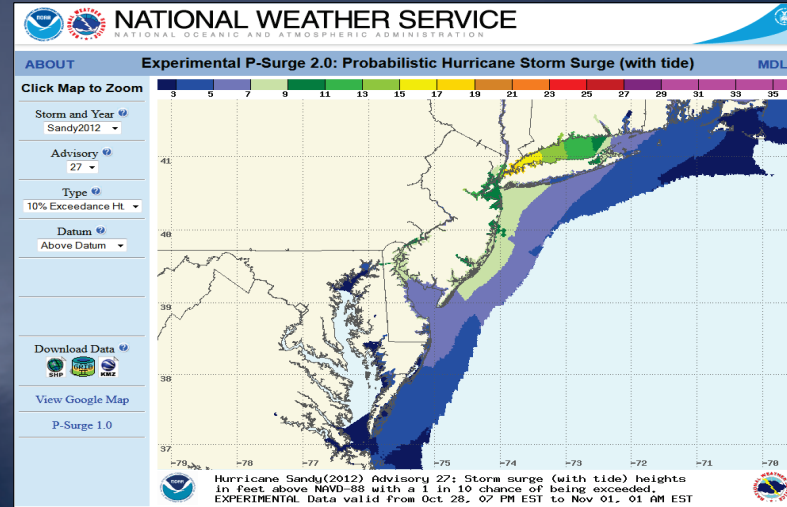 NATIONAL WEATHER SERVICE
NATIONAL OCEANIC AND ATMOSPHERIC ADMINISTRATION
ABOUT Experimental P-Surge 2.0: Probabilistic Hurricane Storm Surge (with tide) MDL
Click Map to Zoom
3 5 7 9 11 13 15 17 19 21 23 25 27 29 31 33 35
Storm and Year ?
Sandy2012
Advisory ?
27
Type ?
10% Exceedance Ht.
Datum ?
Above Datum
41
40
39
38
37
-79 -78 -77 -76 -75 -74 -73 -72 -71 -70
Download Data ?
SHP GRIB KMZ
View Google Map
P-Surge 1.0
Hurricane Sandy(2012) Advisory 27: Storm surge (with tide) heights
in feet above NAVD-88 with a 1 in 10 chance of being exceeded.
EXPERIMENTAL Data valid from Oct 28, 07 PM EST to Nov 01, 01 AM EST